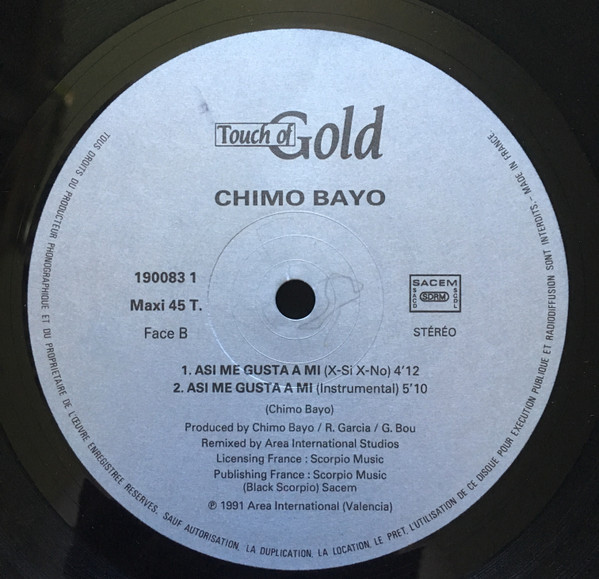 Touch of Gold
CHIMO BAYO
190083 1
Maxi 45 T.
Face B
SACEM
SACD
SDRM
SGDL
STÉRÉO
1. ASI ME GUSTA A MI (X-Si X-No) 4'12
2. ASI ME GUSTA A MI (Instrumental) 5'10
(Chimo Bayo)
Produced by Chimo Bayo / R. Garcia / G. Bou
Remixed by Area International Studios
Licensing France : Scorpio Music
Publishing France : Scorpio Music
(Black Scorpio) Sacem
℗ 1991 Area International (Valencia)
TOUS DROITS DU PRODUCTEUR PHONOGRAPHIQUE ET DU PROPRIETAIRE DE L'ŒUVRE ENREGISTREE RESERVES, SAUF AUTORISATION, LA DUPLICATION, LA LOCATION, LE PRET, L'UTILISATION DE CE DISQUE POUR EXECUTION PUBLIQUE ET RADIODIFFUSION SONT INTERDITS - MADE IN FRANCE